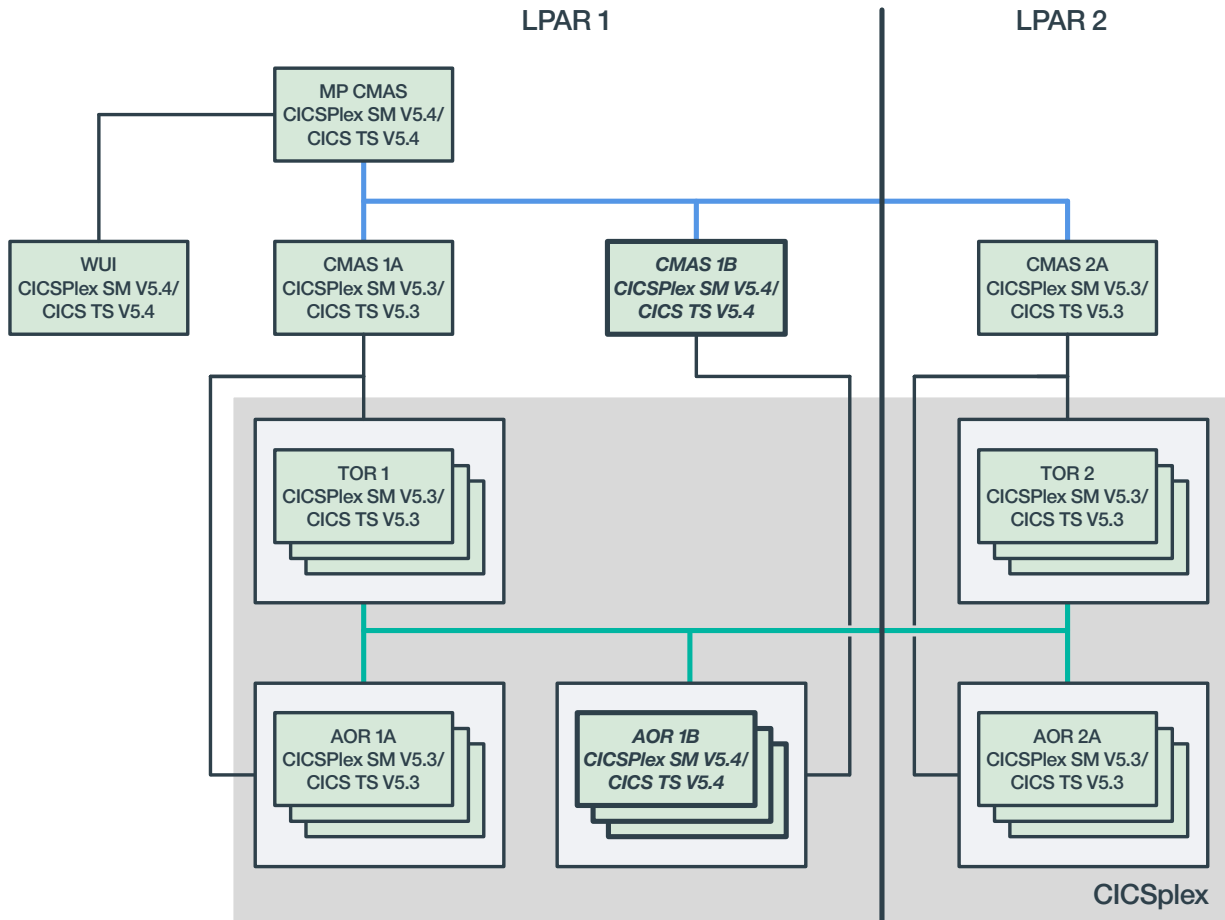 LPAR 1
LPAR 2
MP CMAS
CICSPlex SM V5.4/
CICS TS V5.4
WUI
CICSPlex SM V5.4/
CICS TS V5.4
CMAS 1A
CICSPlex SM V5.3/
CICS TS V5.3
CMAS 1B
CICSPlex SM V5.4/
CICS TS V5.4
CMAS 2A
CICSPlex SM V5.3/
CICS TS V5.3
TOR 1
CICSPlex SM V5.3/
CICS TS V5.3
TOR 2
CICSPlex SM V5.3/
CICS TS V5.3
AOR 1A
CICSPlex SM V5.3/
CICS TS V5.3
AOR 1B
CICSPlex SM V5.4/
CICS TS V5.4
AOR 2A
CICSPlex SM V5.3/
CICS TS V5.3
CICSplex